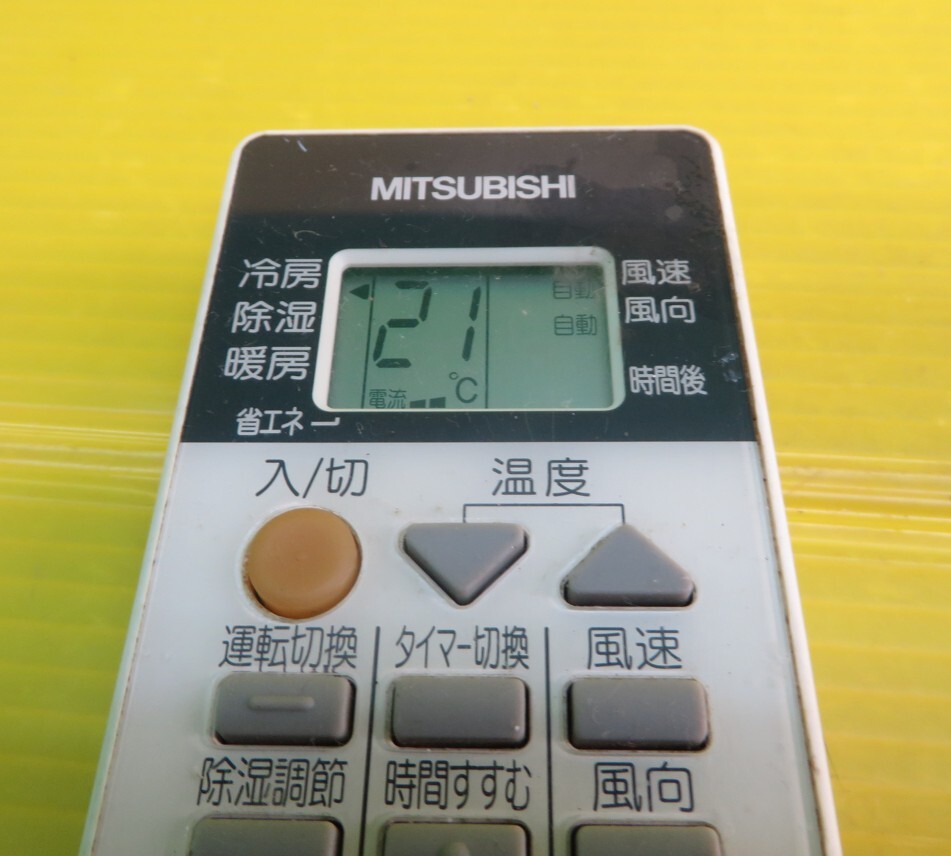 MITSUBISHI
冷房
除湿
暖房
省エネー
21
℃
電流
自動
自動
風速
風向
時間後
入/切
温度
運転切換
タイマー切換
風速
除湿調節
時間すすむ
風向